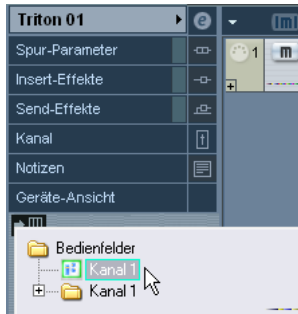 Triton 01
Spur-Parameter
Insert-Effekte
Send-Effekte
Kanal
Notizen
Geräte-Ansicht
1 m
Bedienfelder
Kanal 1
Kanal 1